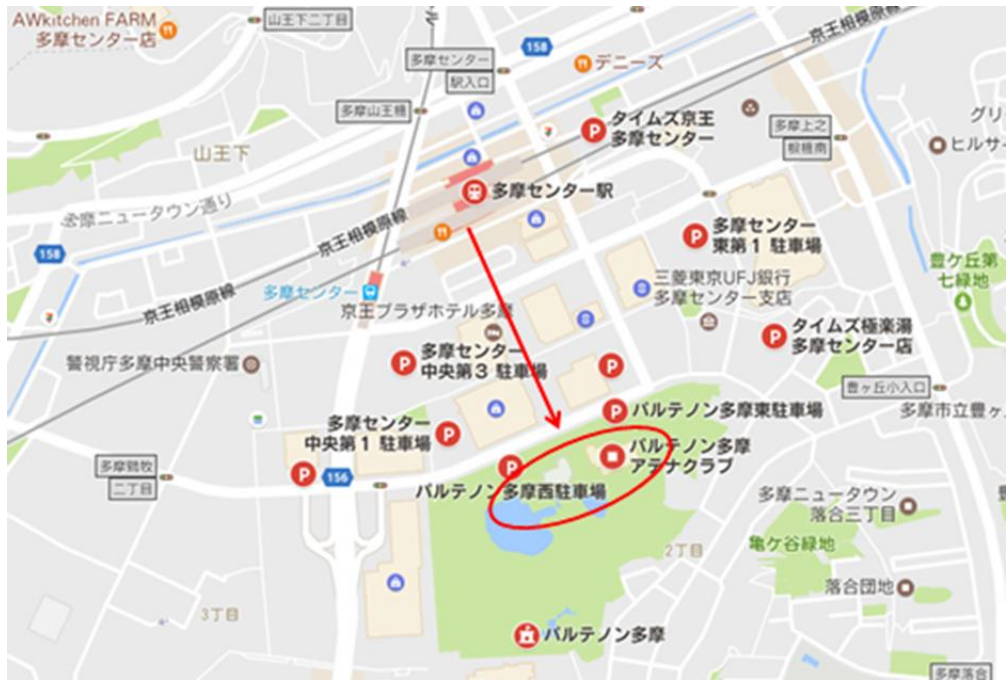 AWkitchen FARM
多摩センター店
山王下二丁目
158
京王相模原線
多摩センター
駅入口
デニーズ
多摩山王橋
タイムズ京王
多摩センター
多摩上之
根橋南
グリ
ヒルサイ
山王下
多摩センター駅
多摩ニュータウン通り
京王相模原線
多摩センター
東第1 駐車場
158
豊ケ丘第
七緑地
三菱東京UFJ銀行
多摩センター支店
多摩センター
京王相模原線
京王プラザホテル多摩
タイムズ極楽湯
多摩センター店
警視庁多摩中央警察署
多摩センター
中央第3 駐車場
豊ヶ丘小入口
パルテノン多摩東駐車場
多摩市立豊ヶ
多摩センター
中央第1 駐車場
パルテノン多摩
アテナクラブ
多摩鶴牧
二丁目
156
パルテノン多摩西駐車場
多摩ニュータウン
落合三丁目
2丁目
亀ケ谷緑地
落合団地
3丁目
パルテノン多摩
多摩落合